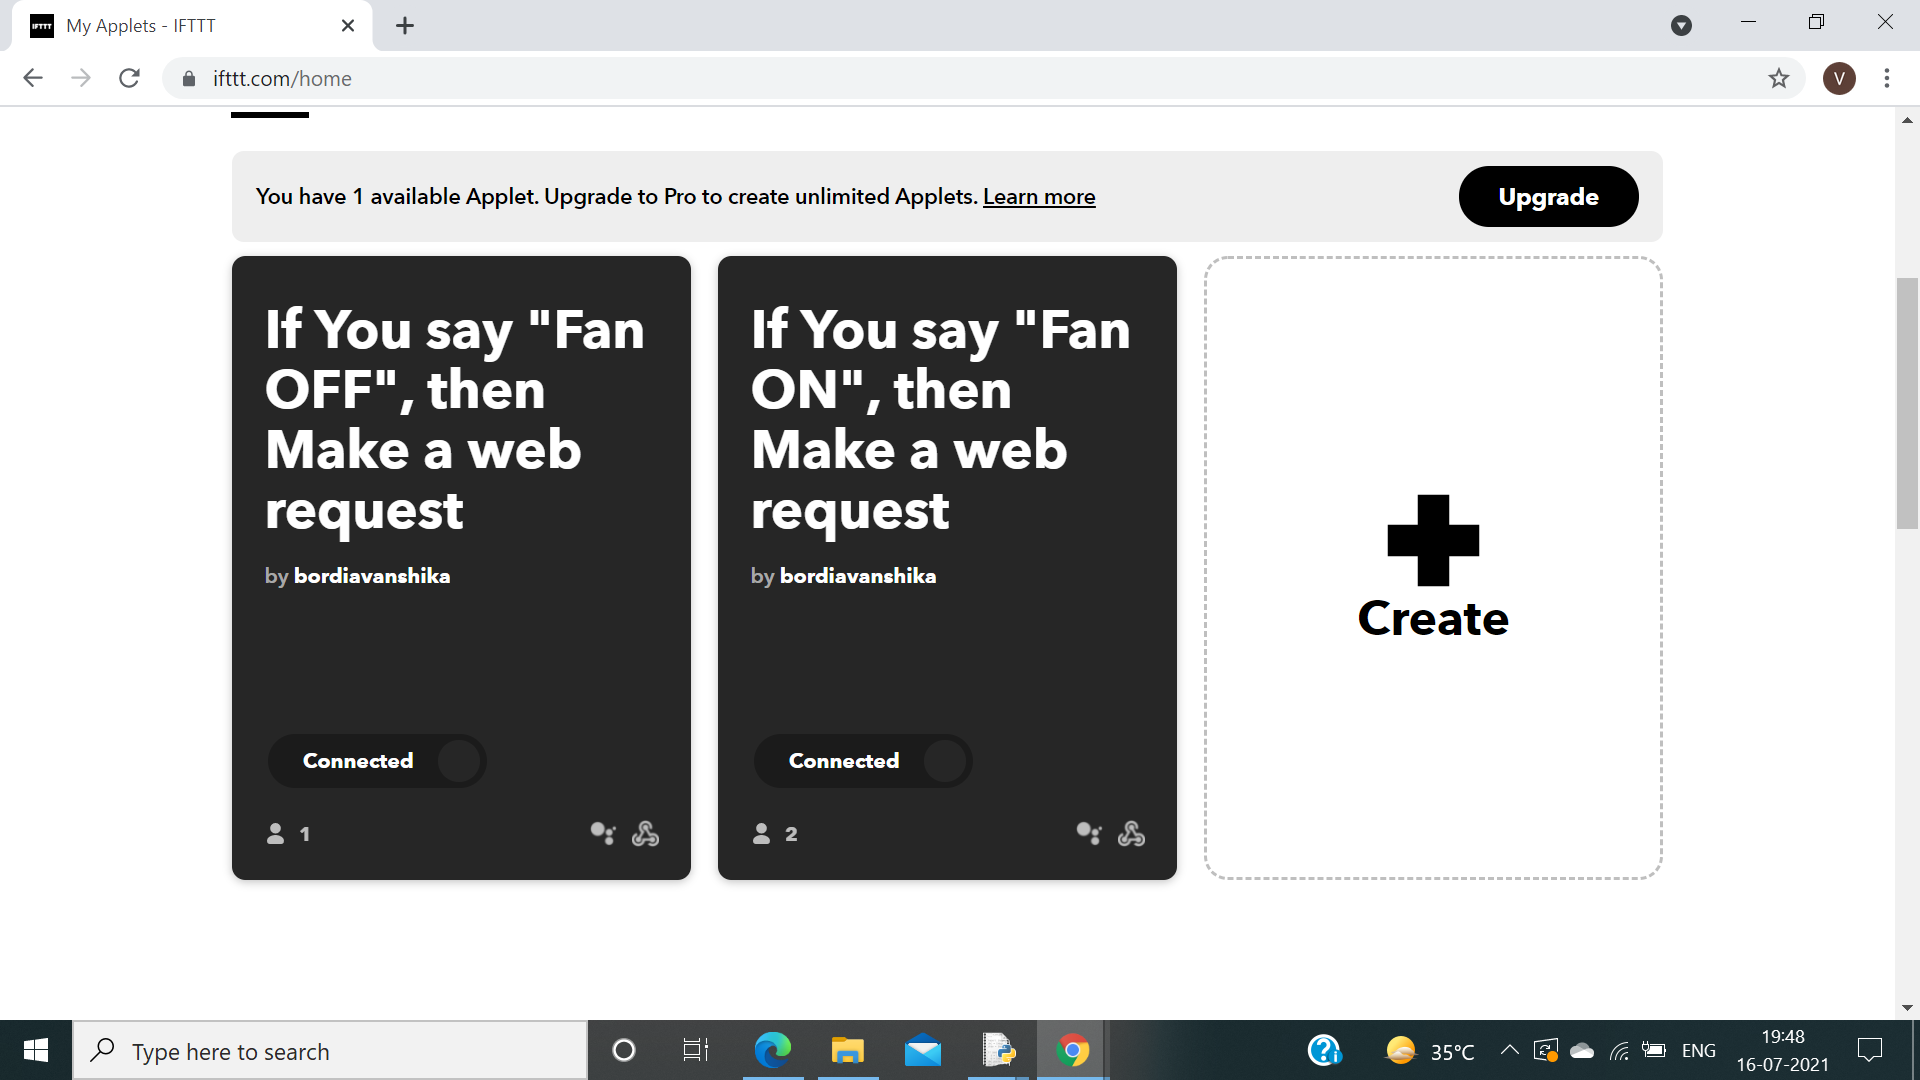 My Applets - IFTTT
ifttt.com/home
V
You have 1 available Applet. Upgrade to Pro to create unlimited Applets. Learn more
Upgrade
If You say "Fan
OFF", then
Make a web
request
by bordiavanshika
Connected
1
If You say "Fan
ON", then
Make a web
request
by bordiavanshika
Connected
2
Create
Type here to search
35°C
ENG
19:48
16-07-2021